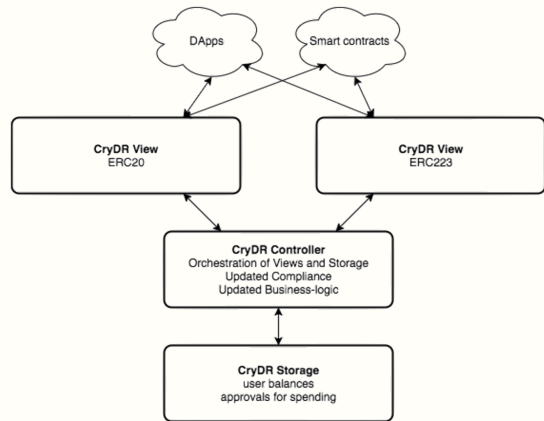 DApps
Smart contracts
CryDR View
ERC20
CryDR View
ERC223
CryDR Controller
Orchestration of Views and Storage
Updated Compliance
Updated Business-logic
CryDR Storage
user balances
approvals for spending